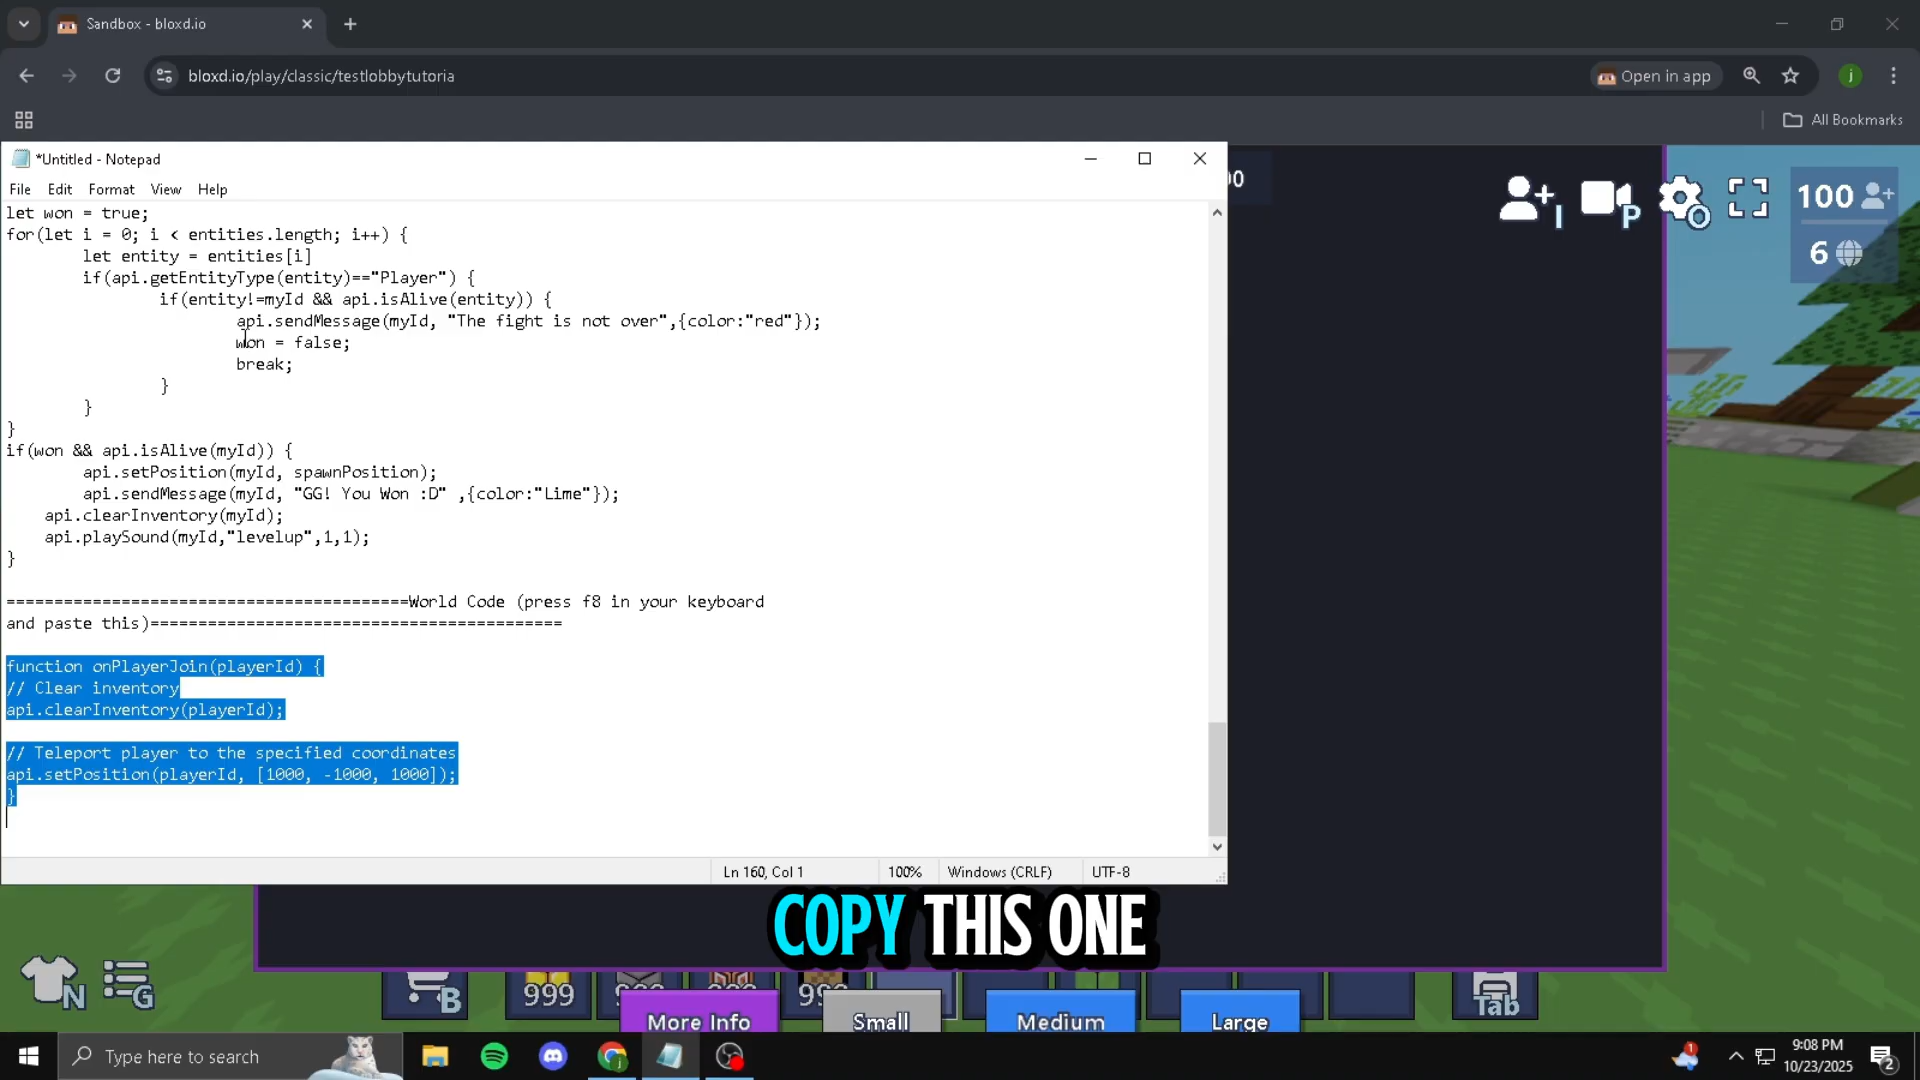 Sandbox - bloxd.io
bloxd.io/play/classic/testlobbytutoria
Open in app
j
All Bookmarks
*Untitled - Notepad
File Edit Format View Help
let won = true;
for(let i = 0; i < entities.length; i++) {
let entity = entities[i]
if(api.getEntityType(entity)=="Player") {
if(entity!=myId && api.isAlive(entity)) {
api.sendMessage(myId, "The fight is not over",{color:"red"});
won = false;
break;
}
}
}
if(won && api.isAlive(myId)) {
api.setPosition(myId, spawnPosition);
api.sendMessage(myId, "GG! You Won :D" ,{color:"Lime"});
api.clearInventory(myId);
api.playSound(myId,"levelup",1,1);
}
==========================================World Code (press f8 in your keyboard
and paste this)===========================================
function onPlayerJoin(playerId) {
// Clear inventory
api.clearInventory(playerId);
// Teleport player to the specified coordinates
api.setPosition(playerId, [1000, -1000, 1000]);
}
Ln 160, Col 1 100% Windows (CRLF) UTF-8
I P O 100
6
COPY THIS ONE
N G B 999 Tab
More Info Small Medium Large
Type here to search
1
9:08 PM
10/23/2025
2